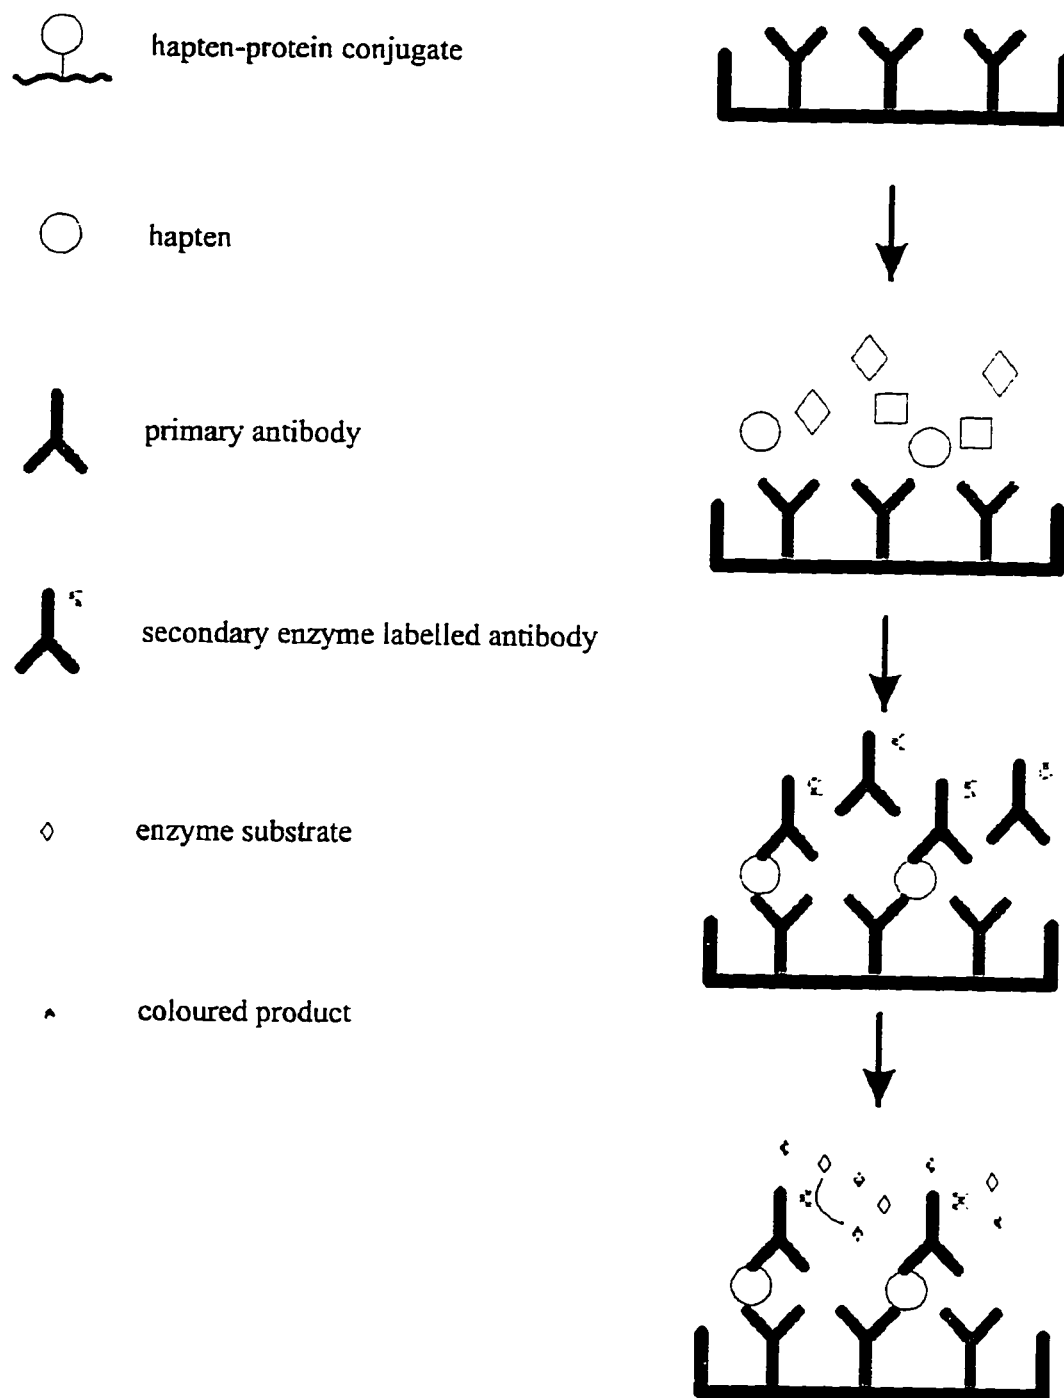 hapten-protein conjugate
hapten
primary antibody
secondary enzyme labelled antibody
enzyme substrate
coloured product